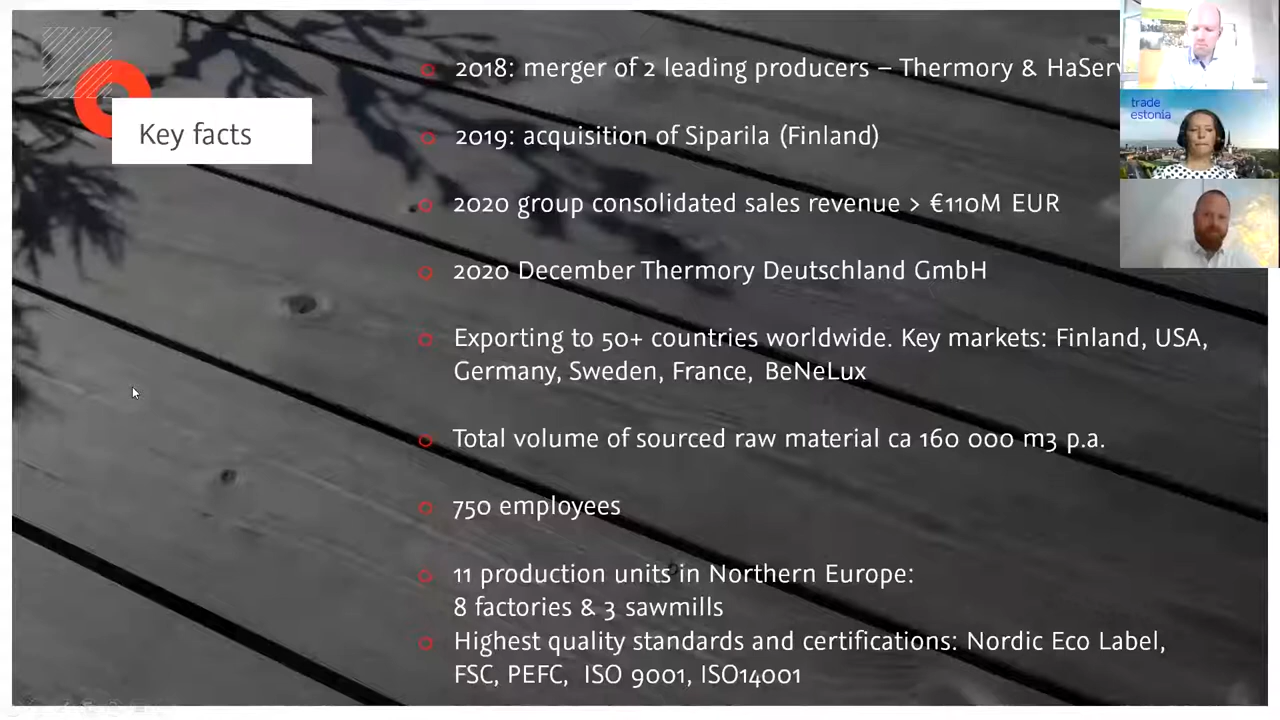 Key facts
2018: merger of 2 leading producers – Thermory & HaServ
2019: acquisition of Siparila (Finland)
2020 group consolidated sales revenue > €110M EUR
2020 December Thermory Deutschland GmbH
Exporting to 50+ countries worldwide. Key markets: Finland, USA,
Germany, Sweden, France, BeNeLux
Total volume of sourced raw material ca 160 000 m3 p.a.
750 employees
11 production units in Northern Europe:
8 factories & 3 sawmills
Highest quality standards and certifications: Nordic Eco Label,
FSC, PEFC, ISO 9001, ISO14001
trade
estonia